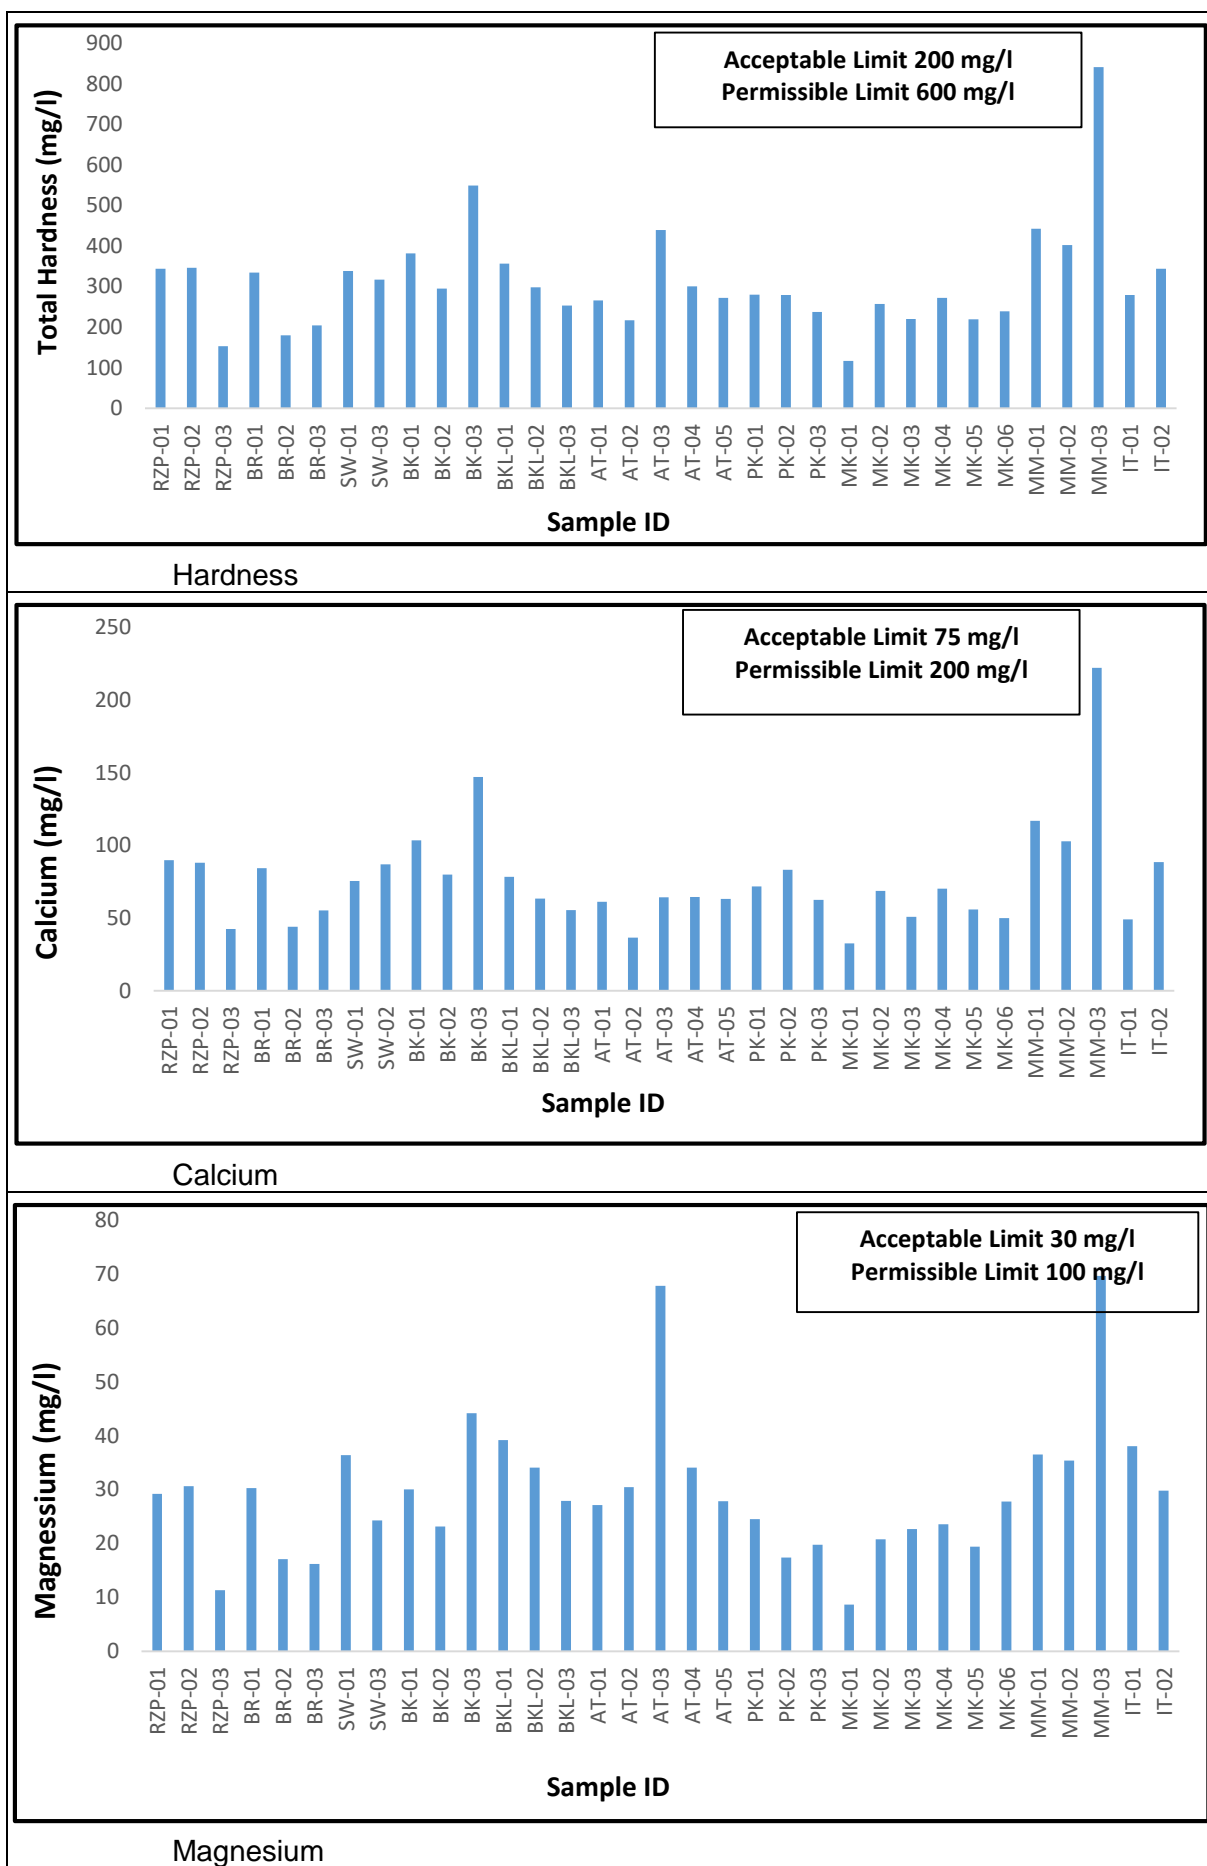 Acceptable Limit 200 mg/l
Permissible Limit 600 mg/l
Total Hardness (mg/l)
900
800
700
600
500
400
300
200
100
0
RZP-01
RZP-02
RZP-03
BR-01
BR-02
BR-03
SW-01
SW-03
BK-01
BK-02
BK-03
BKL-01
BKL-02
BKL-03
AT-01
AT-02
AT-03
AT-04
AT-05
PK-01
PK-02
PK-03
MK-01
MK-02
MK-03
MK-04
MK-05
MK-06
MM-01
MM-02
MM-03
IT-01
IT-02
Sample ID
Hardness
Acceptable Limit 75 mg/l
Permissible Limit 200 mg/l
Calcium (mg/l)
250
200
150
100
50
0
RZP-01
RZP-02
RZP-03
BR-01
BR-02
BR-03
SW-01
SW-02
BK-01
BK-02
BK-03
BKL-01
BKL-02
BKL-03
AT-01
AT-02
AT-03
AT-04
AT-05
PK-01
PK-02
PK-03
MK-01
MK-02
MK-03
MK-04
MK-05
MK-06
MM-01
MM-02
MM-03
IT-01
IT-02
Sample ID
Calcium
Acceptable Limit 30 mg/l
Permissible Limit 100 mg/l
Magnessium (mg/l)
80
70
60
50
40
30
20
10
0
RZP-01
RZP-02
RZP-03
BR-01
BR-02
BR-03
SW-01
SW-03
BK-01
BK-02
BK-03
BKL-01
BKL-02
BKL-03
AT-01
AT-02
AT-03
AT-04
AT-05
PK-01
PK-02
PK-03
MK-01
MK-02
MK-03
MK-04
MK-05
MK-06
MM-01
MM-02
MM-03
IT-01
IT-02
Sample ID
Magnesium